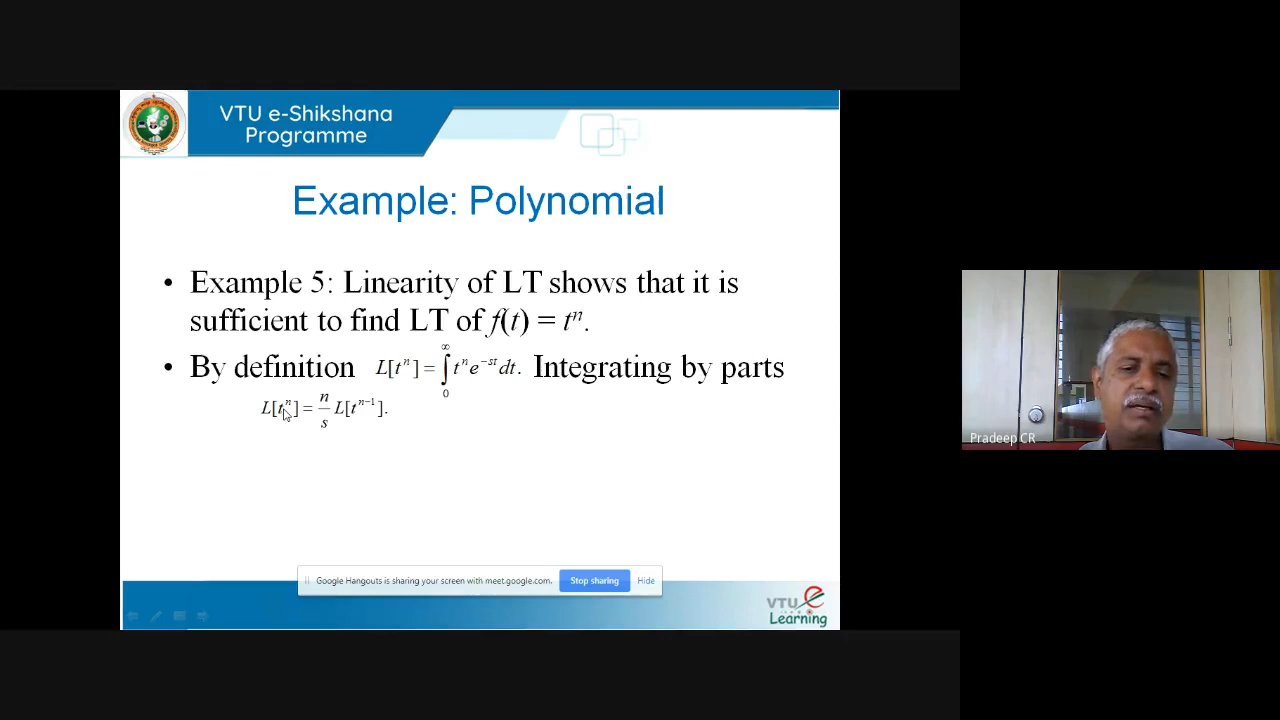 VTU e-Shikshana
Programme
Example: Polynomial
• Example 5: Linearity of LT shows that it is
sufficient to find LT of f(t) = tⁿ.
• By definition L[tⁿ] = ∫₀^∞ tⁿ e^(−st) dt. Integrating by parts
L[tⁿ] = n/s L[tⁿ⁻¹].
Pradeep CR
Google Hangouts is sharing your screen with meet.google.com.
Stop sharing
Hide
VTU e
Learning